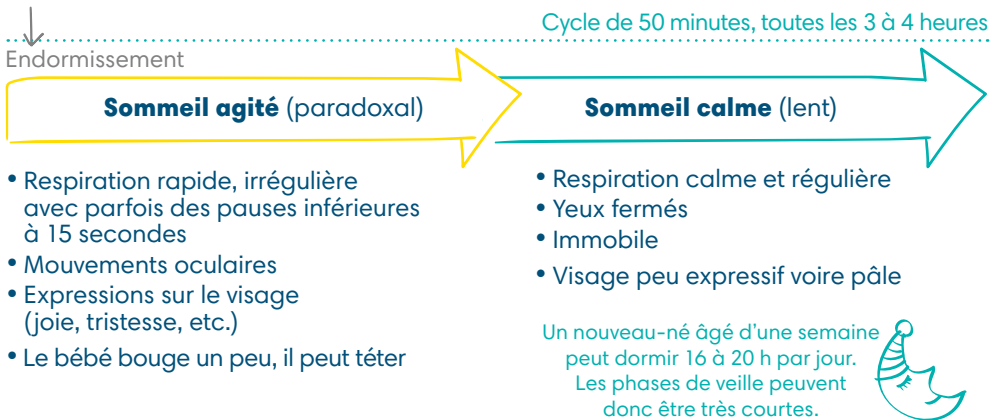 Cycle de 50 minutes, toutes les 3 à 4 heures
Endormissement
Sommeil agité (paradoxal)
• Respiration rapide, irrégulière
avec parfois des pauses inférieures
à 15 secondes
• Mouvements oculaires
• Expressions sur le visage
(joie, tristesse, etc.)
• Le bébé bouge un peu, il peut téter
Sommeil calme (lent)
• Respiration calme et régulière
• Yeux fermés
• Immobile
• Visage peu expressif voire pâle
Un nouveau-né âgé d’une semaine
peut dormir 16 à 20 h par jour.
Les phases de veille peuvent
donc être très courtes.